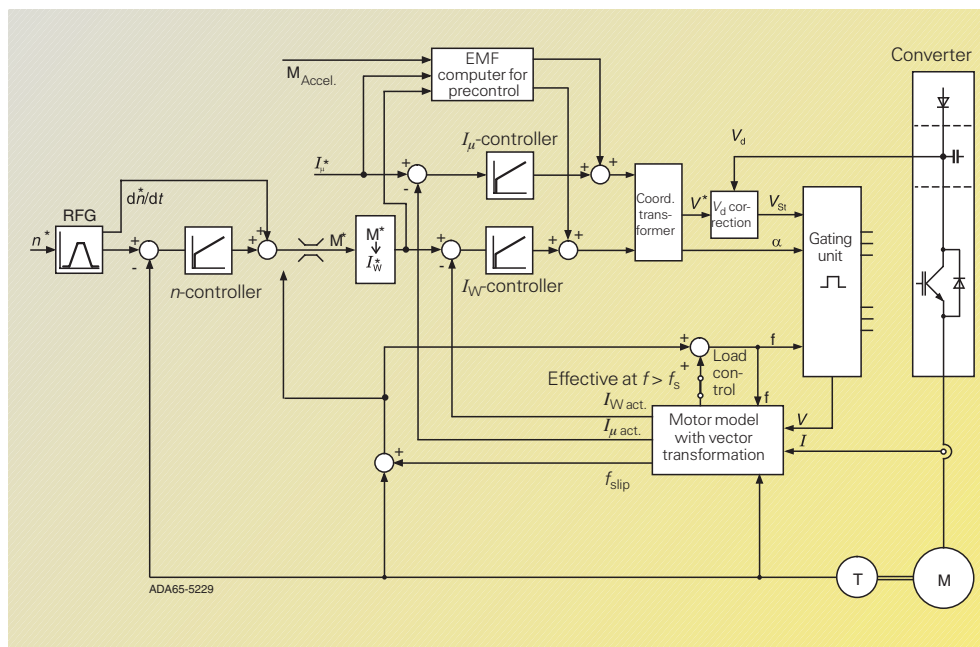 Converter
EMF
computer for
precontrol
M Accel.
Iμ-controller
Vd
Iμ*
dn*/dt
RFG
n*
+
-
+
+
n-controller
M*
M*
↓
IW*
+
-
+
-
IW-controller
+
+
+
+
Coord.
trans-
former
V*
Vd cor-
rection
VSt
α
Gating
unit
+
+
f
Load
con-
trol
Effective at f > fs
f
IW act.
Iμ act.
Motor model
with vector
transformation
V
I
+
fslip
T
M
ADA65-5229